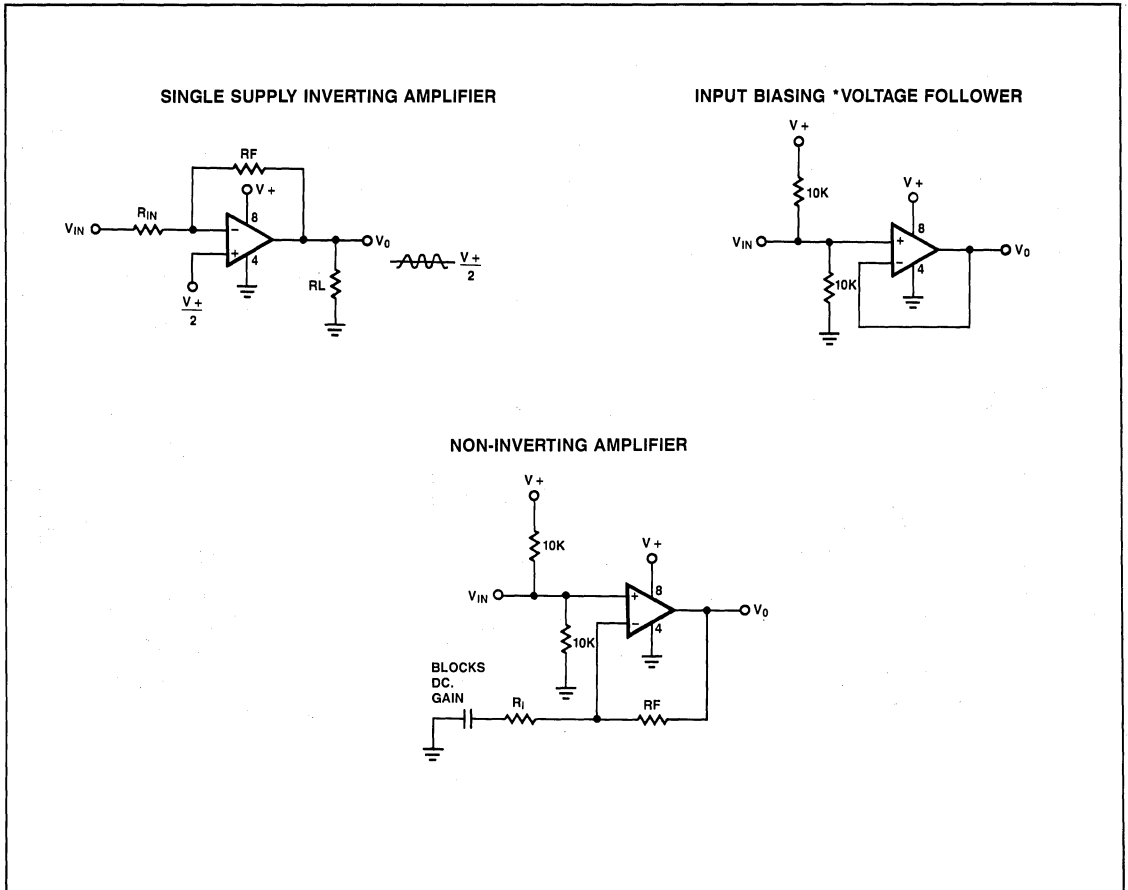 SINGLE SUPPLY INVERTING AMPLIFIER
RF
V +
8
RIN
VIN
−
+
4
V0
V +
2
RL
V +
2
INPUT BIASING *VOLTAGE FOLLOWER
V +
10K
V +
8
VIN
+
−
4
V0
10K
NON-INVERTING AMPLIFIER
V +
10K
V +
8
VIN
+
−
4
V0
10K
BLOCKS
DC.
GAIN
RI
RF